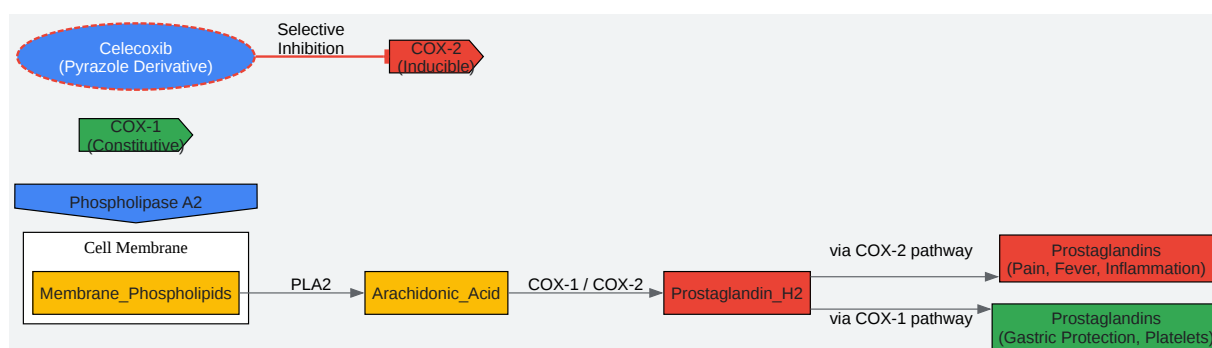 Celecoxib
(Pyrazole Derivative)
Selective
Inhibition
COX-2
(Inducible)
COX-1
(Constitutive)
Phospholipase A2
Cell Membrane
Membrane_Phospholipids
PLA2
Arachidonic_Acid
COX-1 / COX-2
Prostaglandin_H2
via COX-2 pathway
Prostaglandins
(Pain, Fever, Inflammation)
via COX-1 pathway
Prostaglandins
(Gastric Protection, Platelets)